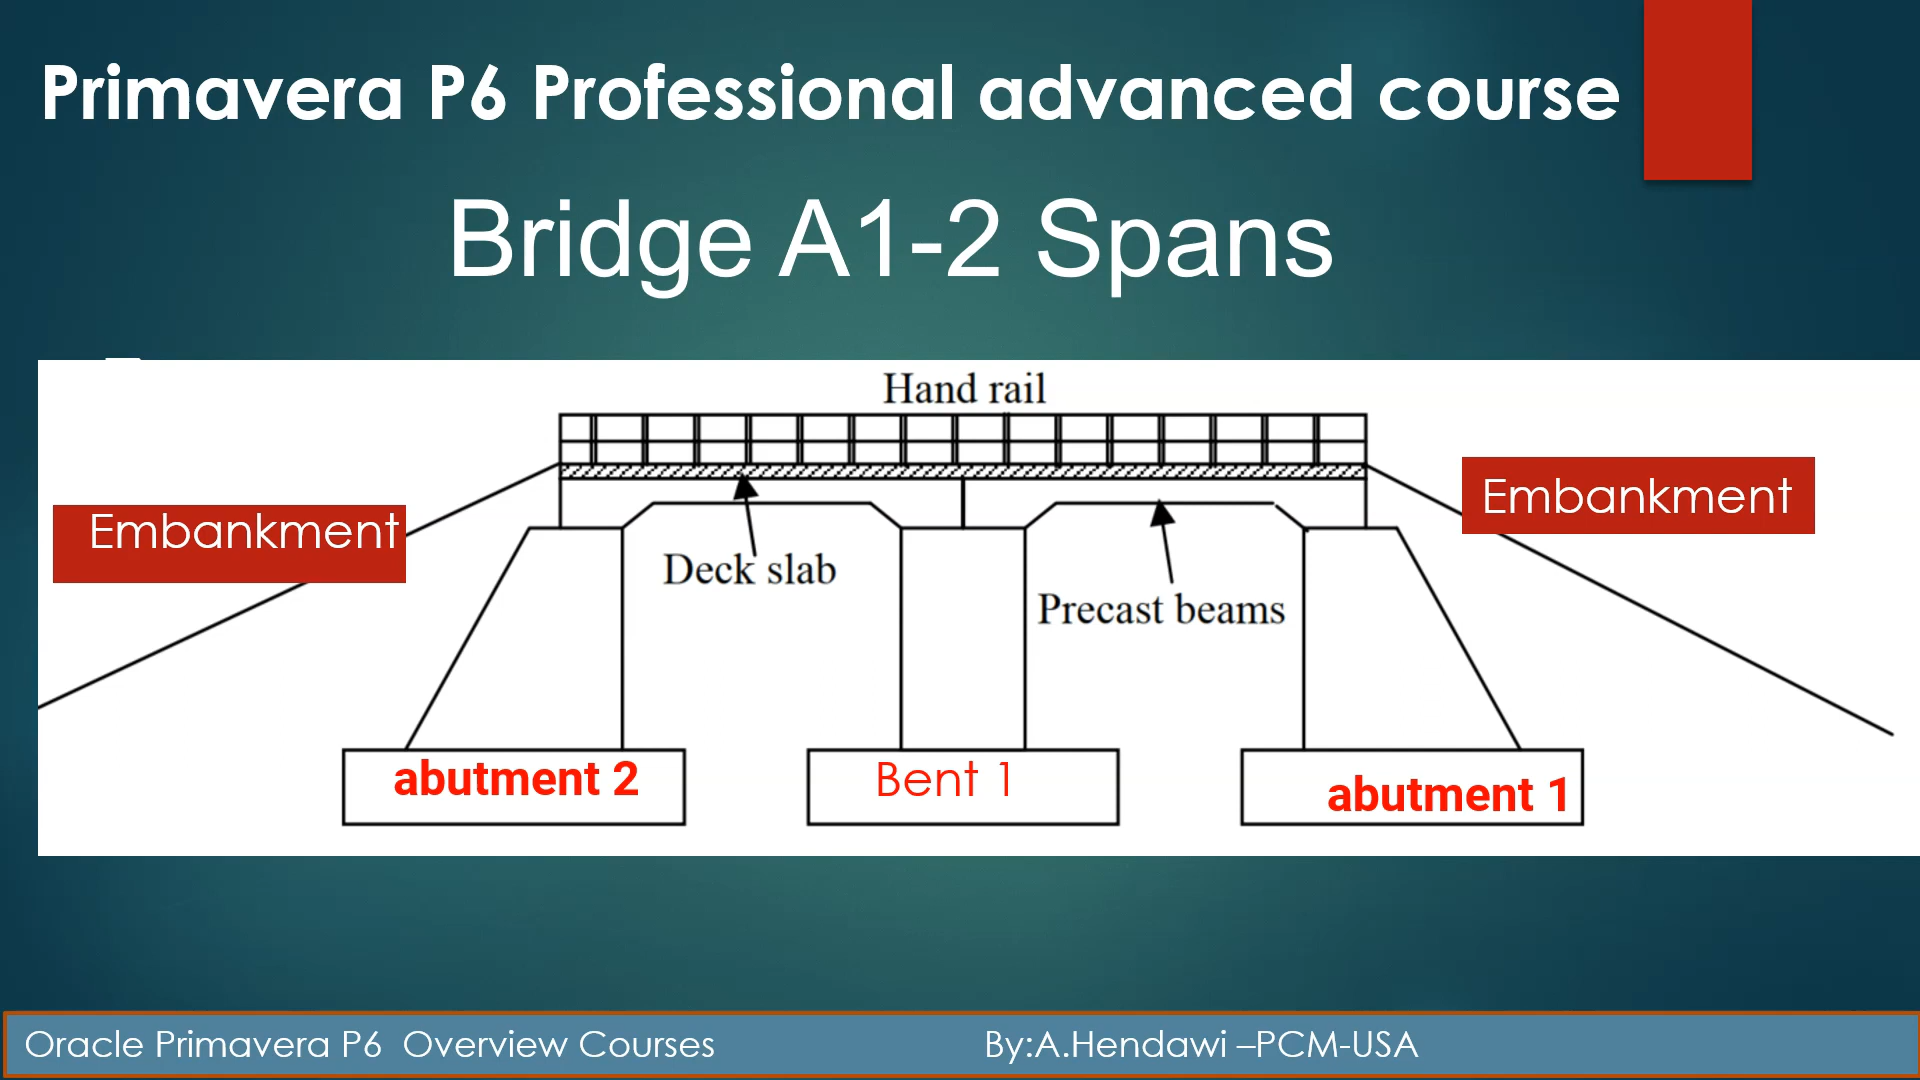 Primavera P6 Professional advanced course
Bridge A1-2 Spans
Hand rail
Embankment
Embankment
Deck slab
Precast beams
abutment 2
Bent 1
abutment 1
Oracle Primavera P6 Overview Courses
By:A.Hendawi –PCM-USA